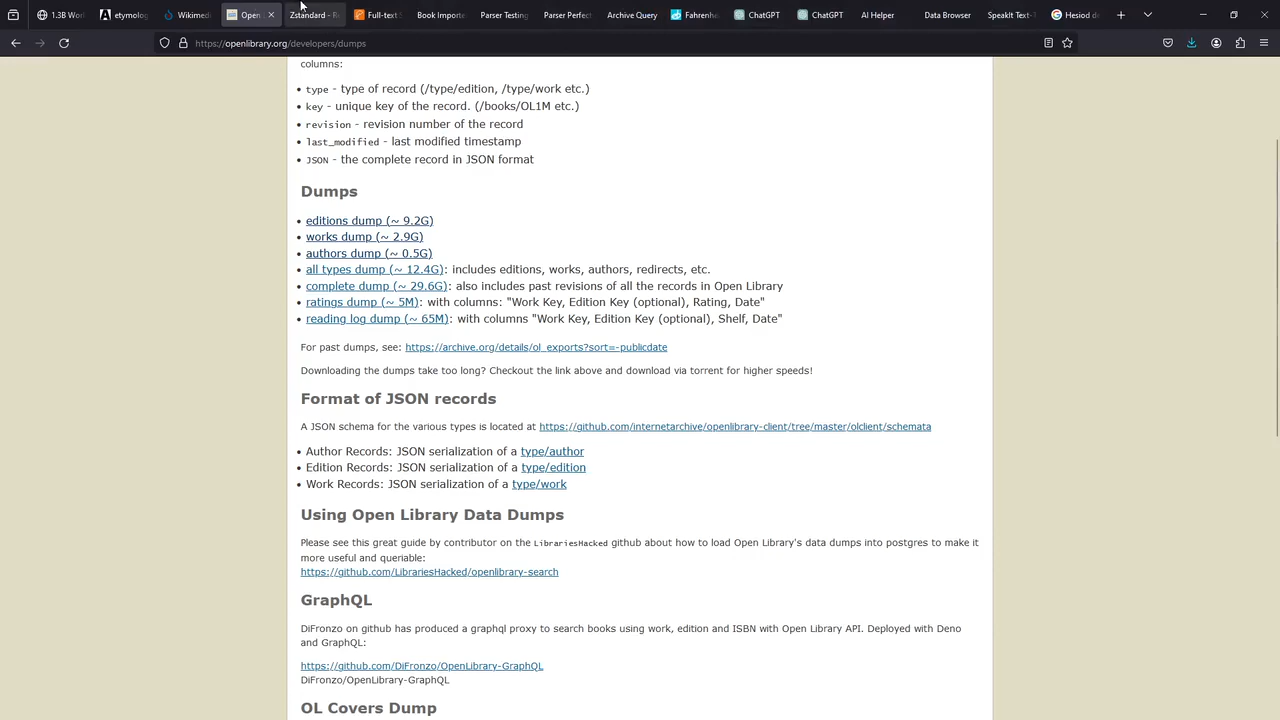 1.3B Wor
etymolog
Wikimedi
Open
Zstandard - R
Full-text
Book Importe
Parser Testing
Parser Perfect
Archive Query
Fahrenhe
ChatGPT
ChatGPT
AI Helper
Data Browser
SpeakIt Text-
Hesiod de
https://openlibrary.org/developers/dumps
columns:
• type - type of record (/type/edition, /type/work etc.)
• key - unique key of the record. (/books/OL1M etc.)
• revision - revision number of the record
• last_modified - last modified timestamp
• JSON - the complete record in JSON format
Dumps
• editions dump (~ 9.2G)
• works dump (~ 2.9G)
• authors dump (~ 0.5G)
• all types dump (~ 12.4G): includes editions, works, authors, redirects, etc.
• complete dump (~ 29.6G): also includes past revisions of all the records in Open Library
• ratings dump (~ 5M): with columns: "Work Key, Edition Key (optional), Rating, Date"
• reading log dump (~ 65M): with columns "Work Key, Edition Key (optional), Shelf, Date"
For past dumps, see: https://archive.org/details/ol_exports?sort=-publicdate
Downloading the dumps take too long? Checkout the link above and download via torrent for higher speeds!
Format of JSON records
A JSON schema for the various types is located at https://github.com/internetarchive/openlibrary-client/tree/master/olclient/schemata
• Author Records: JSON serialization of a type/author
• Edition Records: JSON serialization of a type/edition
• Work Records: JSON serialization of a type/work
Using Open Library Data Dumps
Please see this great guide by contributor on the LibrariesHacked github about how to load Open Library's data dumps into postgres to make it
more useful and queriable:
https://github.com/LibrariesHacked/openlibrary-search
GraphQL
DiFronzo on github has produced a graphql proxy to search books using work, edition and ISBN with Open Library API. Deployed with Deno
and GraphQL:
https://github.com/DiFronzo/OpenLibrary-GraphQL
DiFronzo/OpenLibrary-GraphQL
OL Covers Dump